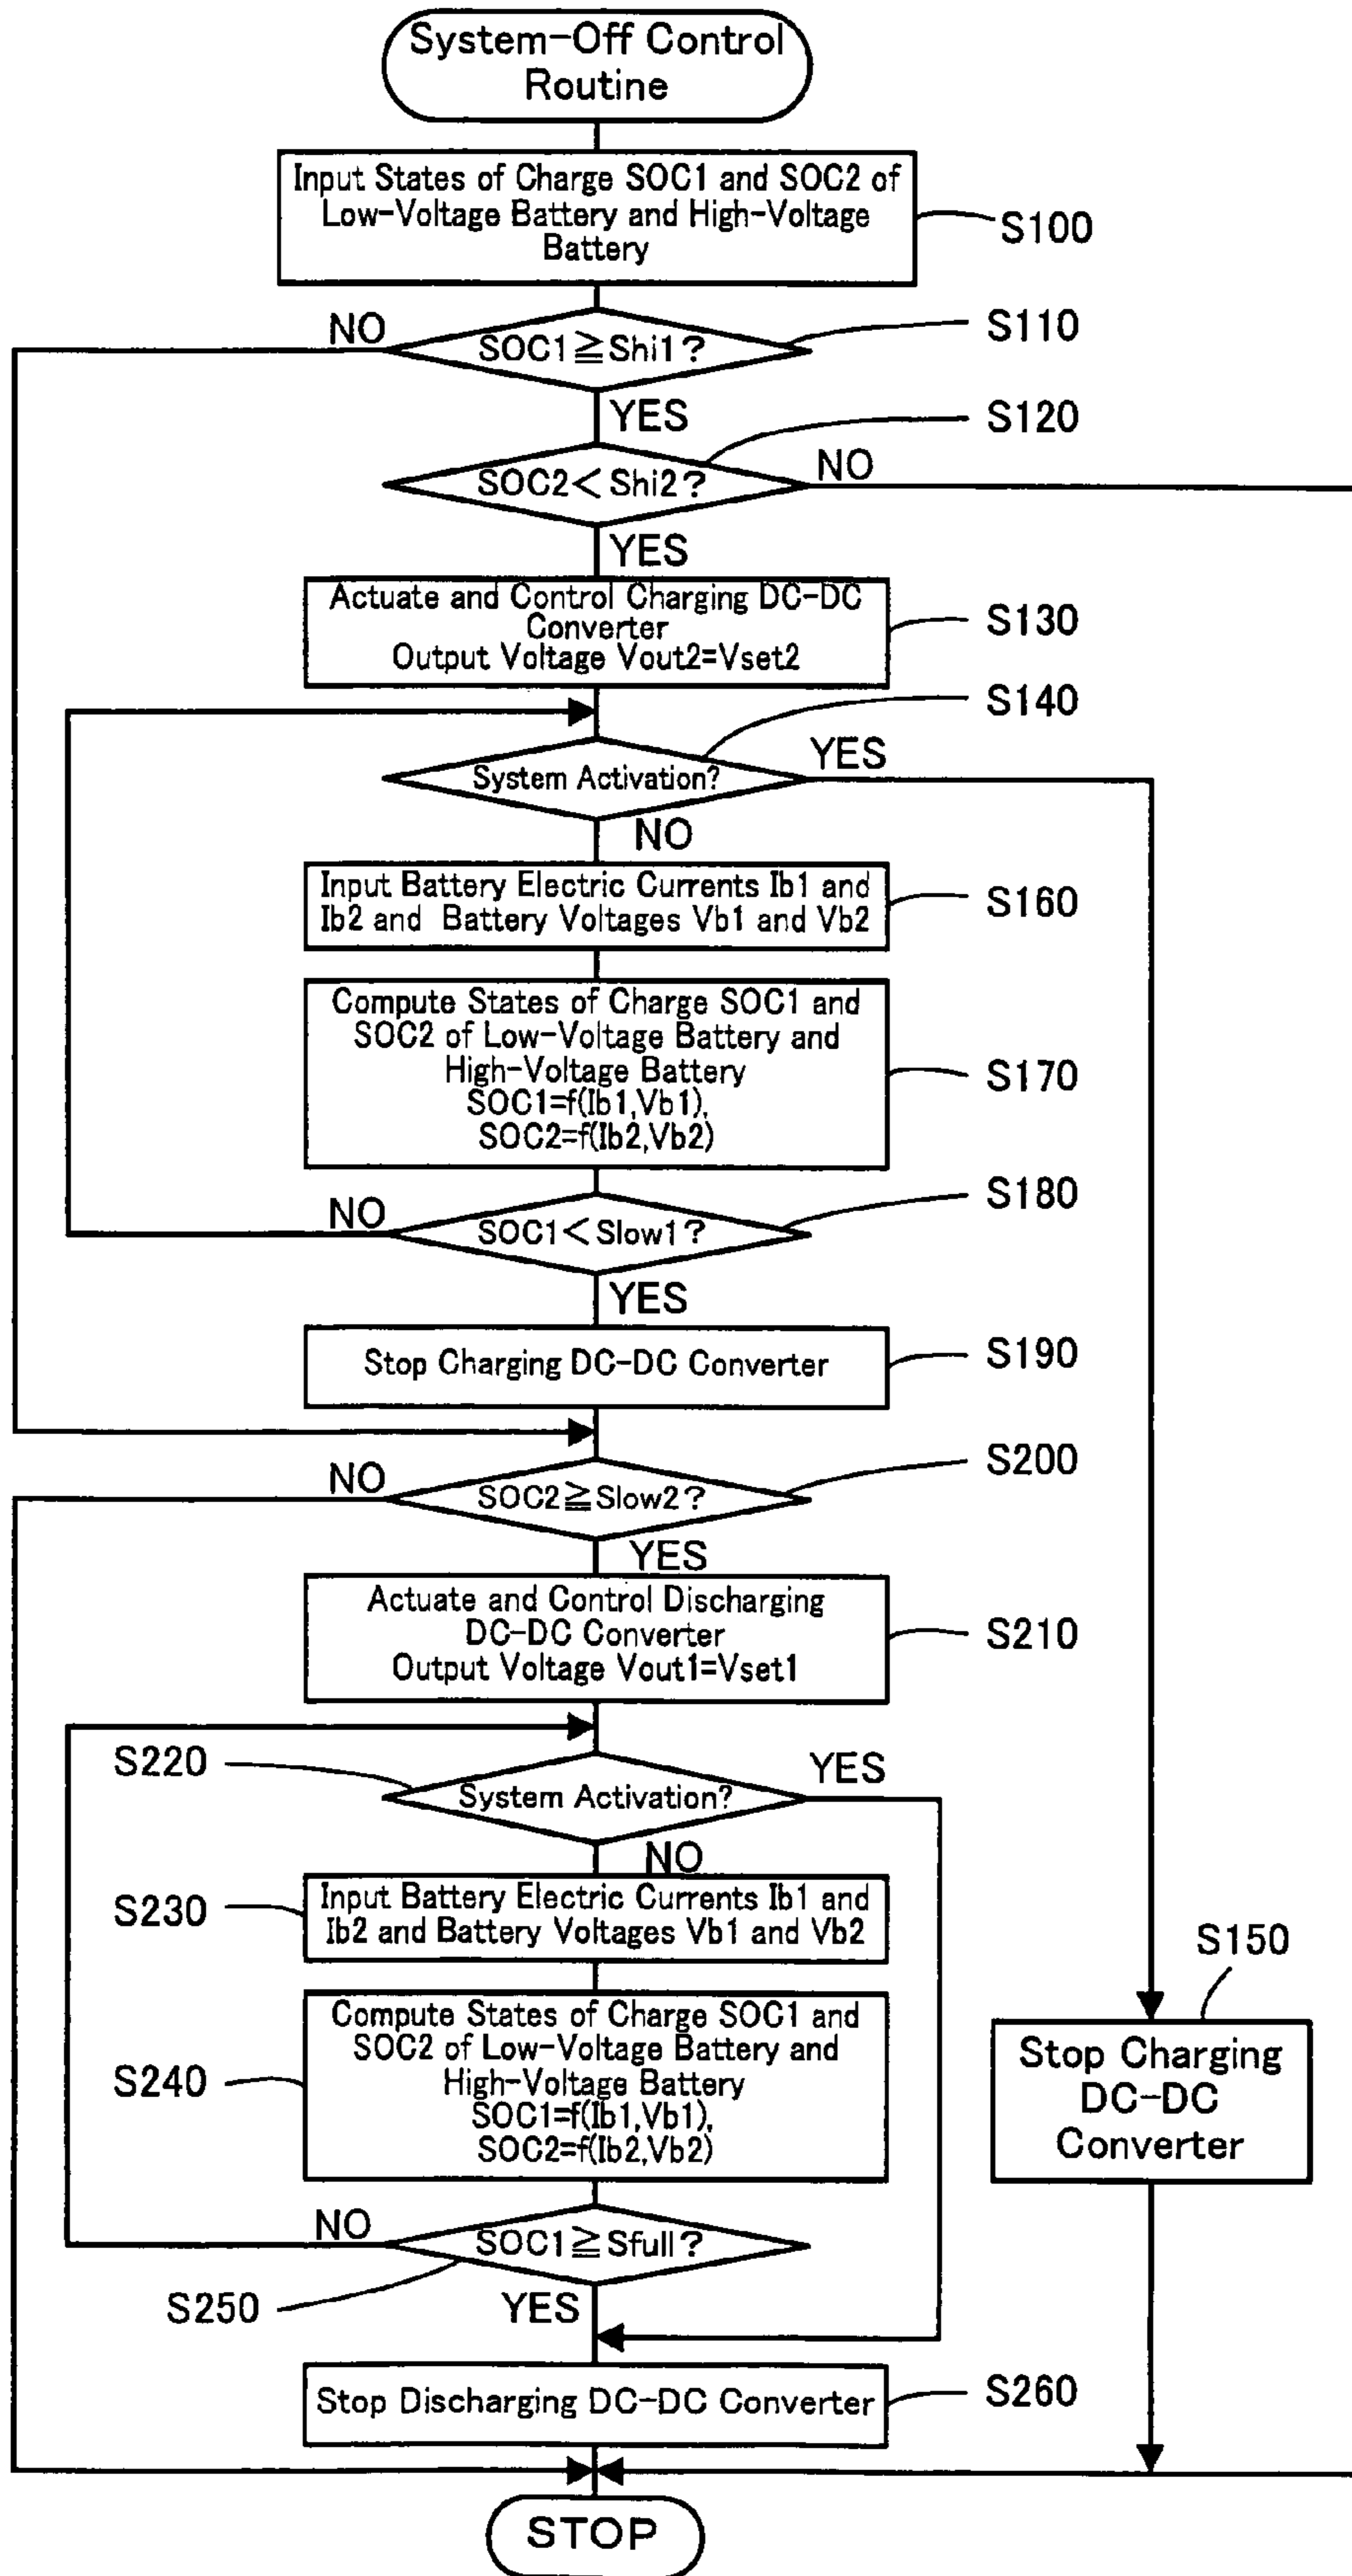 System-Off Control
Routine
Input States of Charge SOC1 and SOC2 of
Low-Voltage Battery and High-Voltage
Battery
S100
NO
SOC1≧Shi1?
S110
YES
S120
SOC2<Shi2?
NO
YES
Actuate and Control Charging DC-DC
Converter
Output Voltage Vout2=Vset2
S130
S140
System Activation?
YES
NO
Input Battery Electric Currents Ib1 and
Ib2 and Battery Voltages Vb1 and Vb2
S160
Compute States of Charge SOC1 and
SOC2 of Low-Voltage Battery and
High-Voltage Battery
SOC1=f(Ib1,Vb1),
SOC2=f(Ib2,Vb2)
S170
S180
NO
SOC1<Slow1?
YES
Stop Charging DC-DC Converter
S190
S200
NO
SOC2≧Slow2?
YES
Actuate and Control Discharging
DC-DC Converter
Output Voltage Vout1=Vset1
S210
S220
System Activation?
YES
NO
S230
Input Battery Electric Currents Ib1 and
Ib2 and Battery Voltages Vb1 and Vb2
S150
Stop Charging
DC-DC
Converter
S240
Compute States of Charge SOC1 and
SOC2 of Low-Voltage Battery and
High-Voltage Battery
SOC1=f(Ib1,Vb1),
SOC2=f(Ib2,Vb2)
NO
SOC1≧Sfull?
S250
YES
Stop Discharging DC-DC Converter
S260
STOP